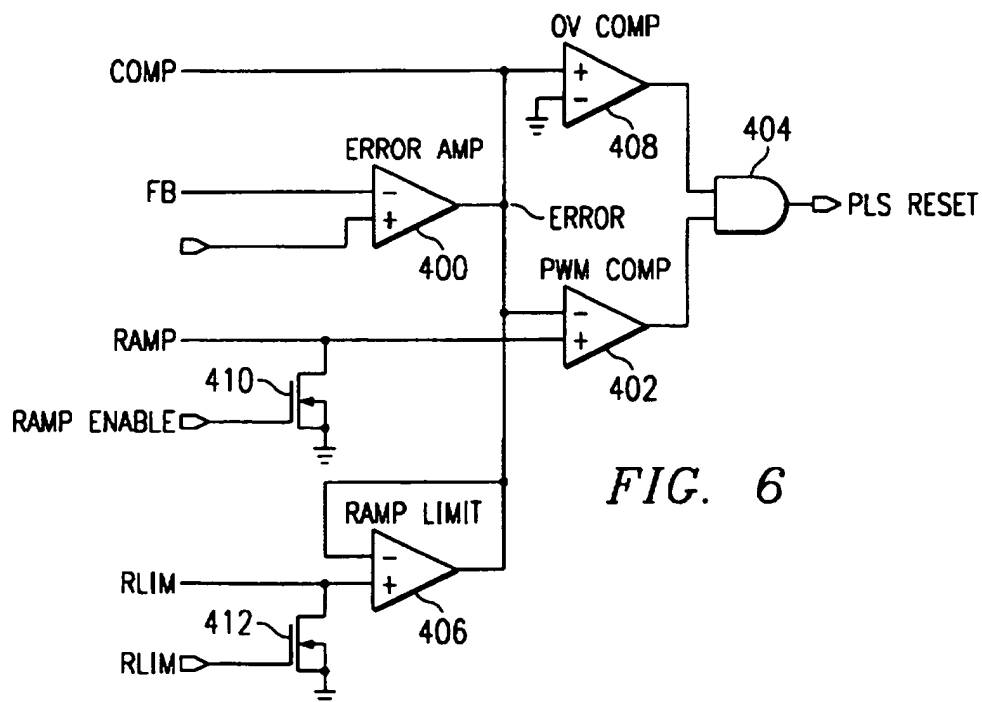 OV COMP
COMP
+
-
408
404
ERROR AMP
FB
-
+
400
ERROR
PLS RESET
PWM COMP
-
+
402
RAMP
410
RAMP ENABLE
FIG. 6
RAMP LIMIT
-
+
406
RLIM
412
RLIM